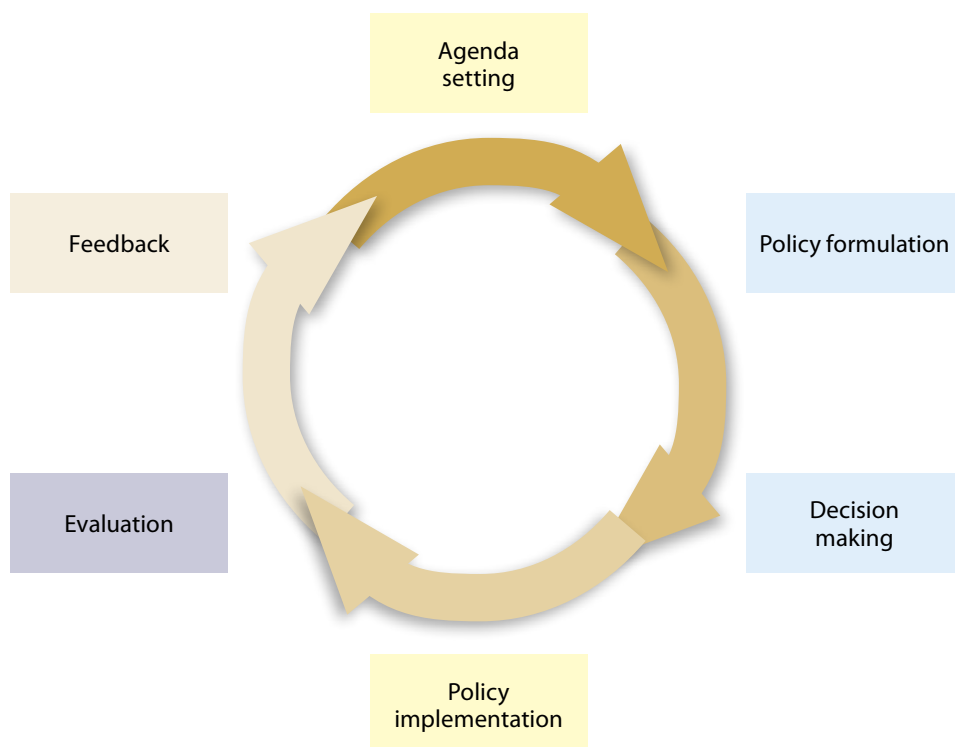 Agenda
setting
Feedback
Policy formulation
Evaluation
Decision
making
Policy
implementation